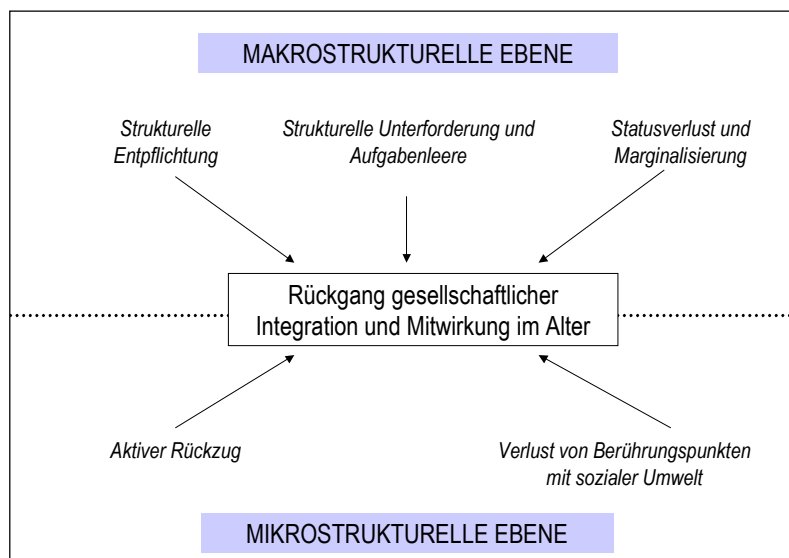 MAKROSTRUKTURELLE EBENE
Strukturelle
Entpflichtung
Strukturelle Unterforderung und
Aufgabenleere
Statusverlust und
Marginalisierung
Rückgang gesellschaftlicher
Integration und Mitwirkung im Alter
Aktiver Rückzug
Verlust von Berührungspunkten
mit sozialer Umwelt
MIKROSTRUKTURELLE EBENE